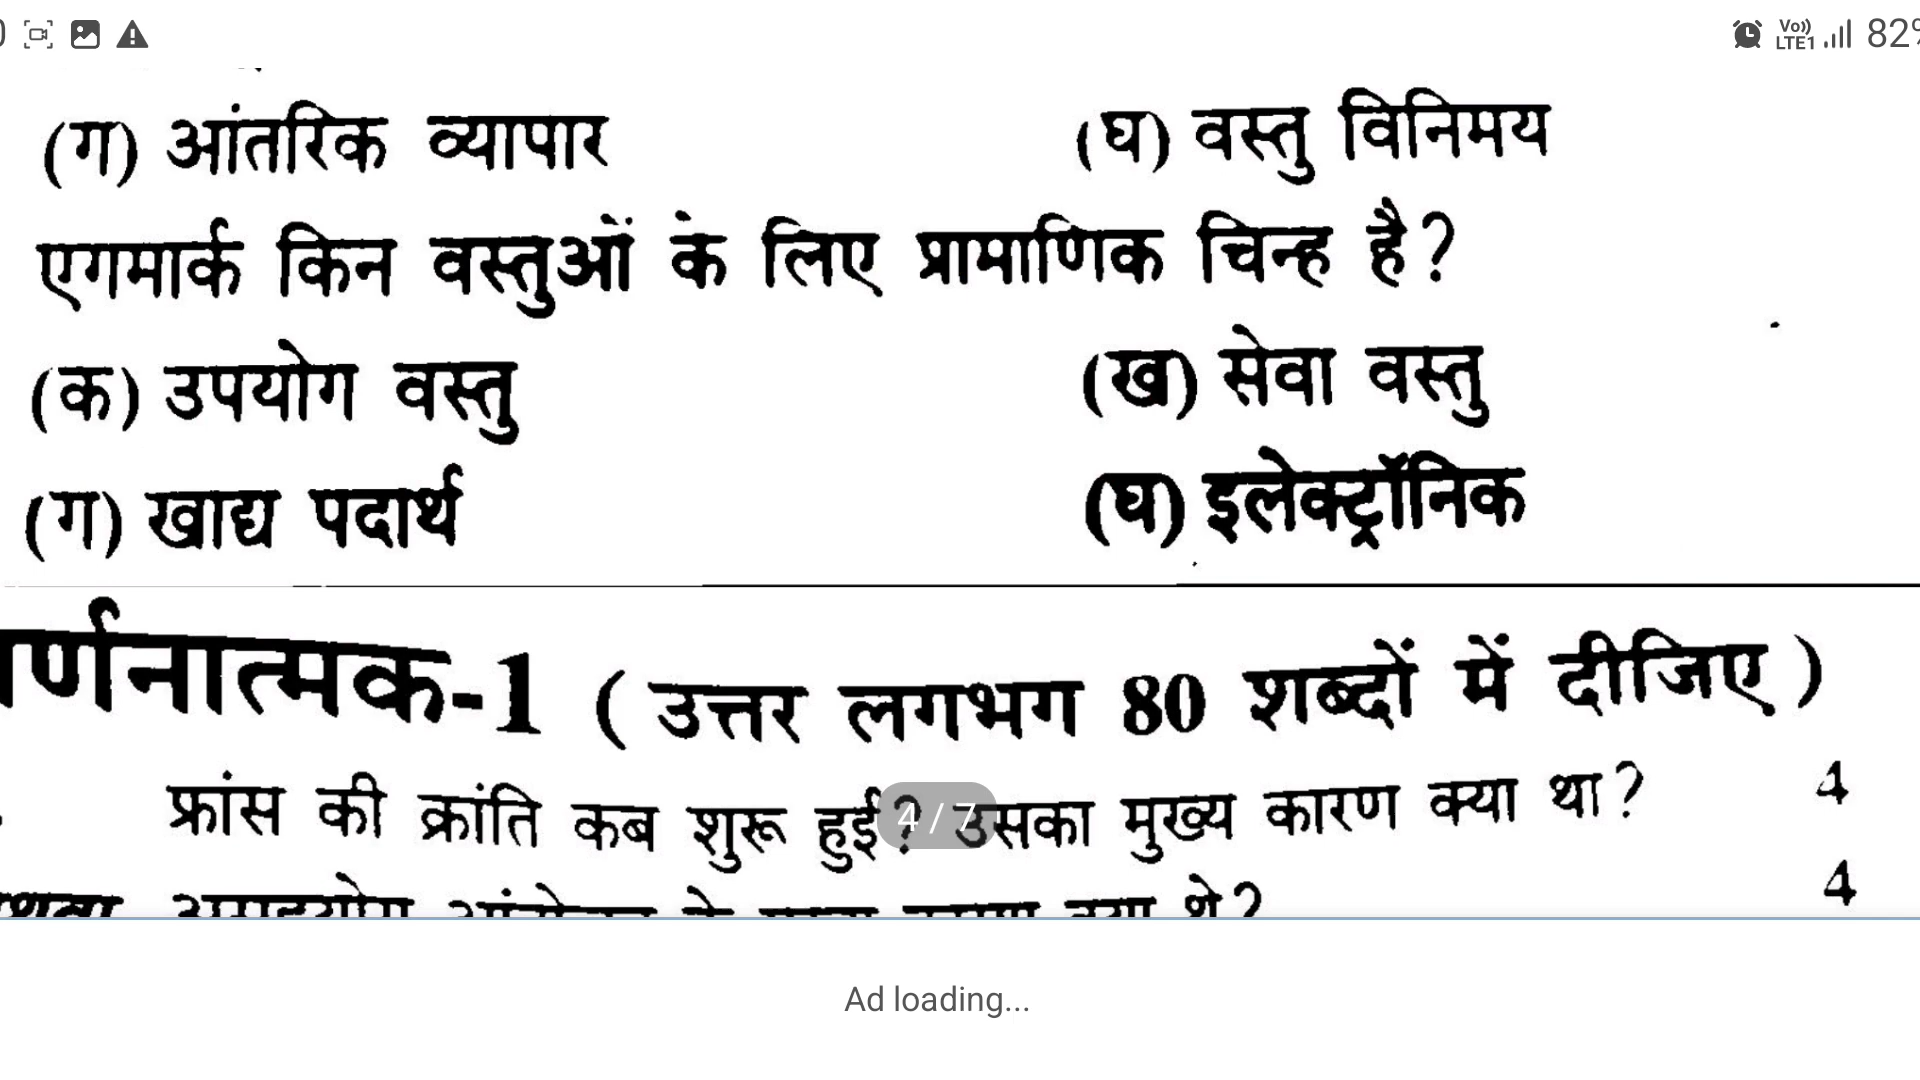 82%
(ग) आंतरिक व्यापार (घ) वस्तु विनिमय
एगमार्क किन वस्तुओं के लिए प्रामाणिक चिन्ह है?
(क) उपयोग वस्तु (ख) सेवा वस्तु
(ग) खाद्य पदार्थ (घ) इलेक्ट्रॉनिक
र्णनात्मक-1 (उत्तर लगभग 80 शब्दों में दीजिए)
फ्रांस की क्रांति कब शुरू हुई? उसका मुख्य कारण क्या था? 4
4 / 7
क्या थे? 4
Ad loading...